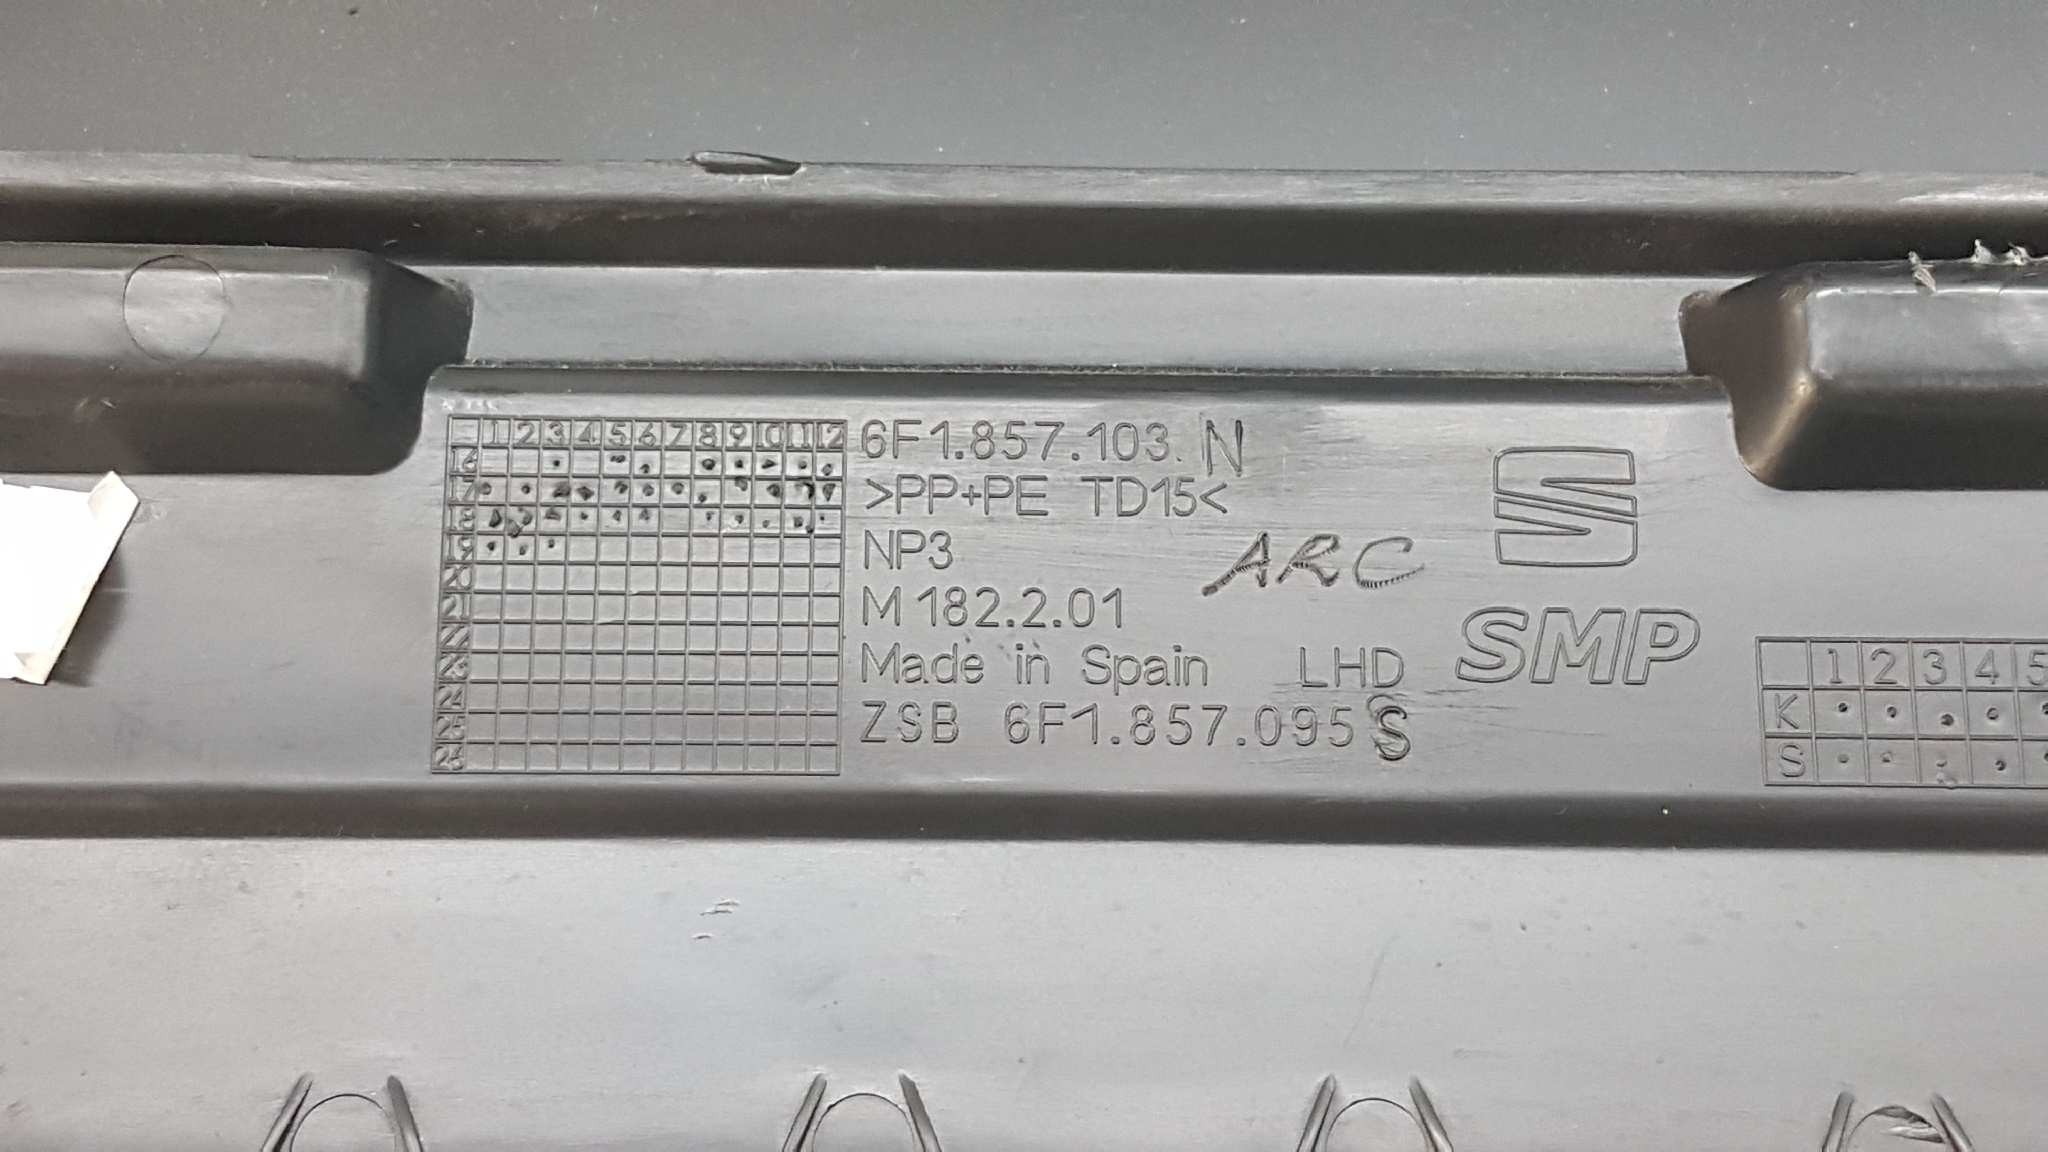 1 2 3 4 5 6 7 8 9 10 11 12
16
17
18
19
20
21
22
23
24
25
26
6F1.857.103. N
>PP+PE TD15<
NP3
ARC
M 182.2.01
Made in Spain LHD
ZSB 6F1.857.095 S
S
SMP
1 2 3 4 5
K
S